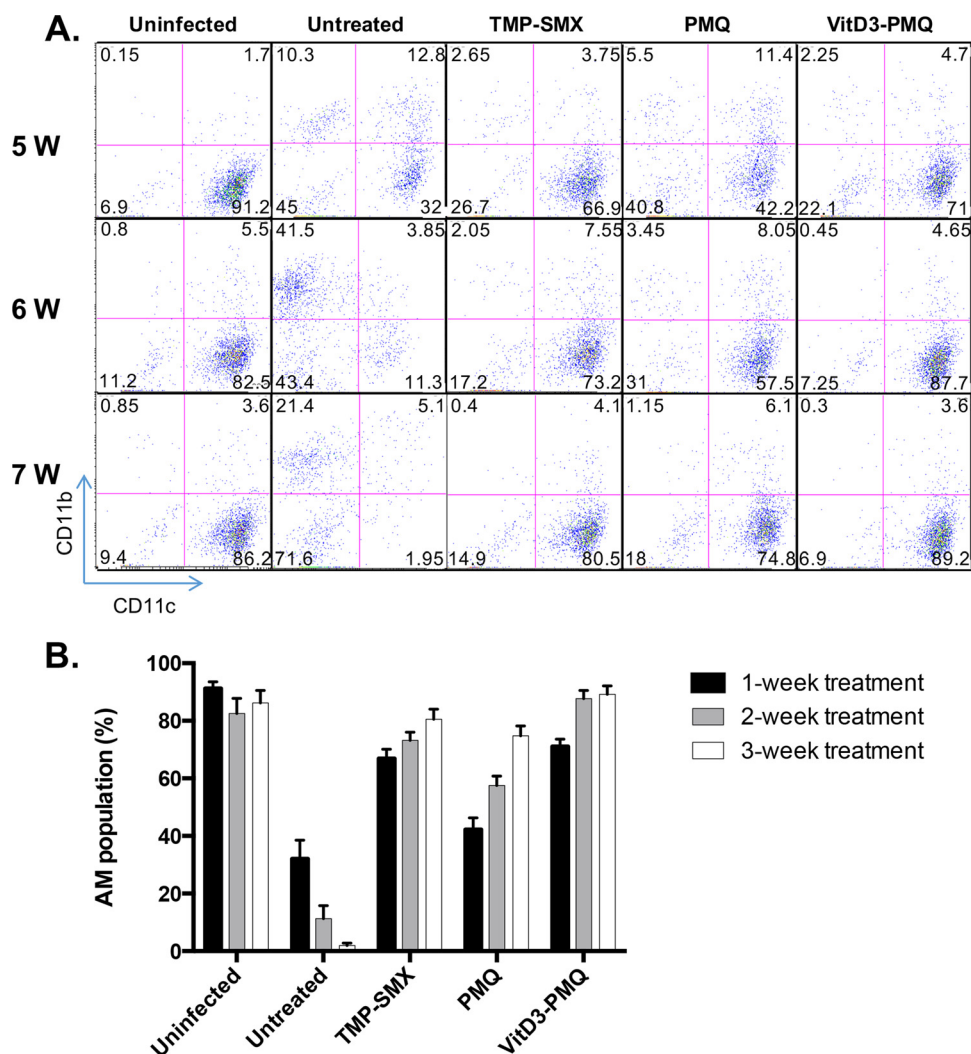 A.
Uninfected Untreated TMP-SMX PMQ VitD3-PMQ
0.15 1.7 10.3 12.8 2.65 3.75 5.5 11.4 2.25 4.7
5 W
6.9 91.2 45 32 26.7 66.9 40.8 42.2 22.1 71
0.8 5.5 41.5 3.85 2.05 7.55 3.45 8.05 0.45 4.65
6 W
11.2 82.5 43.4 11.3 17.2 73.2 31 57.5 7.25 87.7
0.85 3.6 21.4 5.1 0.4 4.1 1.15 6.1 0.3 3.6
7 W
9.4 86.2 71.6 1.95 14.9 80.5 18 74.8 6.9 89.2
CD11b
CD11c
B.
AM population (%)
100
80
60
40
20
0
Uninfected
Untreated
TMP-SMX
PMQ
VitD3-PMQ
1-week treatment
2-week treatment
3-week treatment